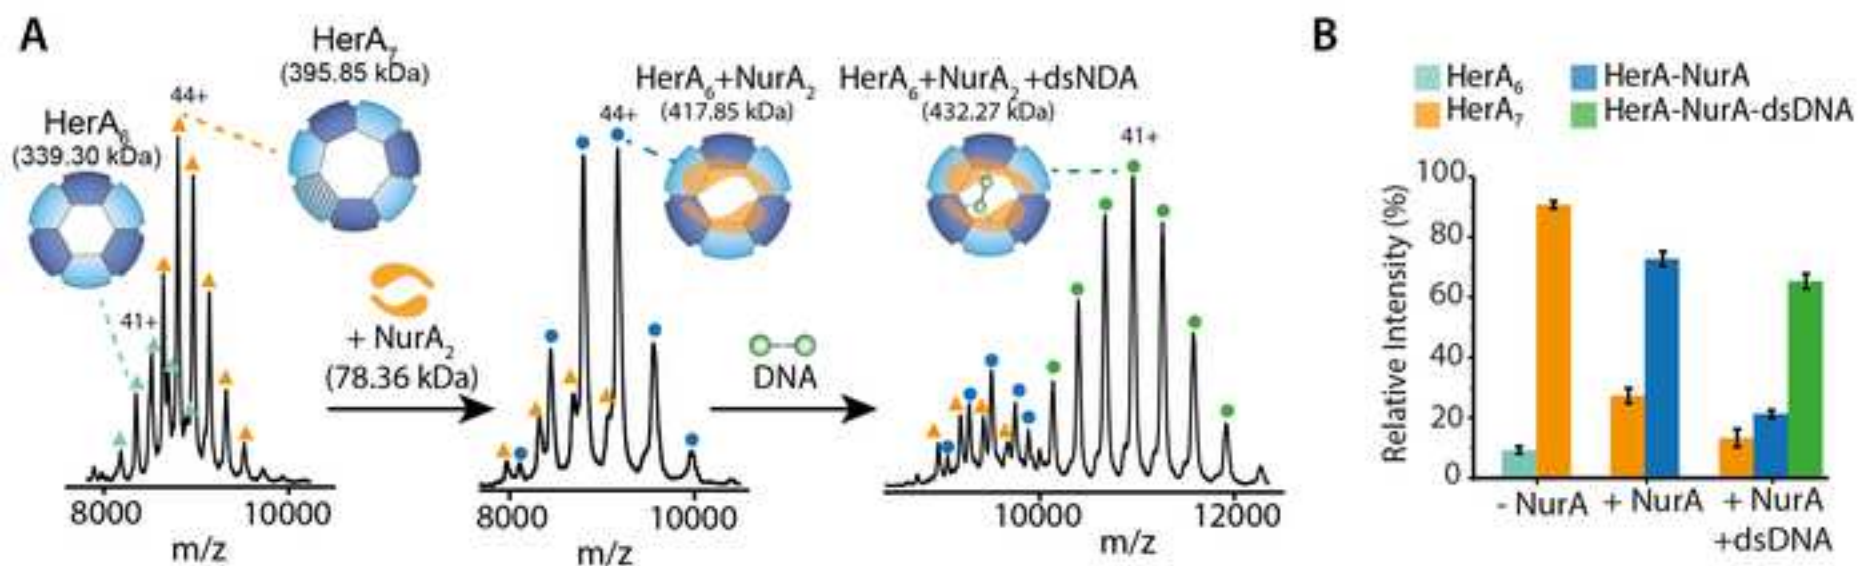 A
HerA6
(339.30 kDa)
41+
44+
HerA7
(395.85 kDa)
+ NurA2
(78.36 kDa)
8000
10000
m/z
HerA6+NurA2
(417.85 kDa)
44+
8000
10000
m/z
DNA
HerA6+NurA2+dsNDA
(432.27 kDa)
41+
10000
12000
m/z
B
HerA6
HerA-NurA
HerA7
HerA-NurA-dsDNA
Relative Intensity (%)
100
80
60
40
20
0
- NurA
+ NurA
+ NurA
+dsDNA